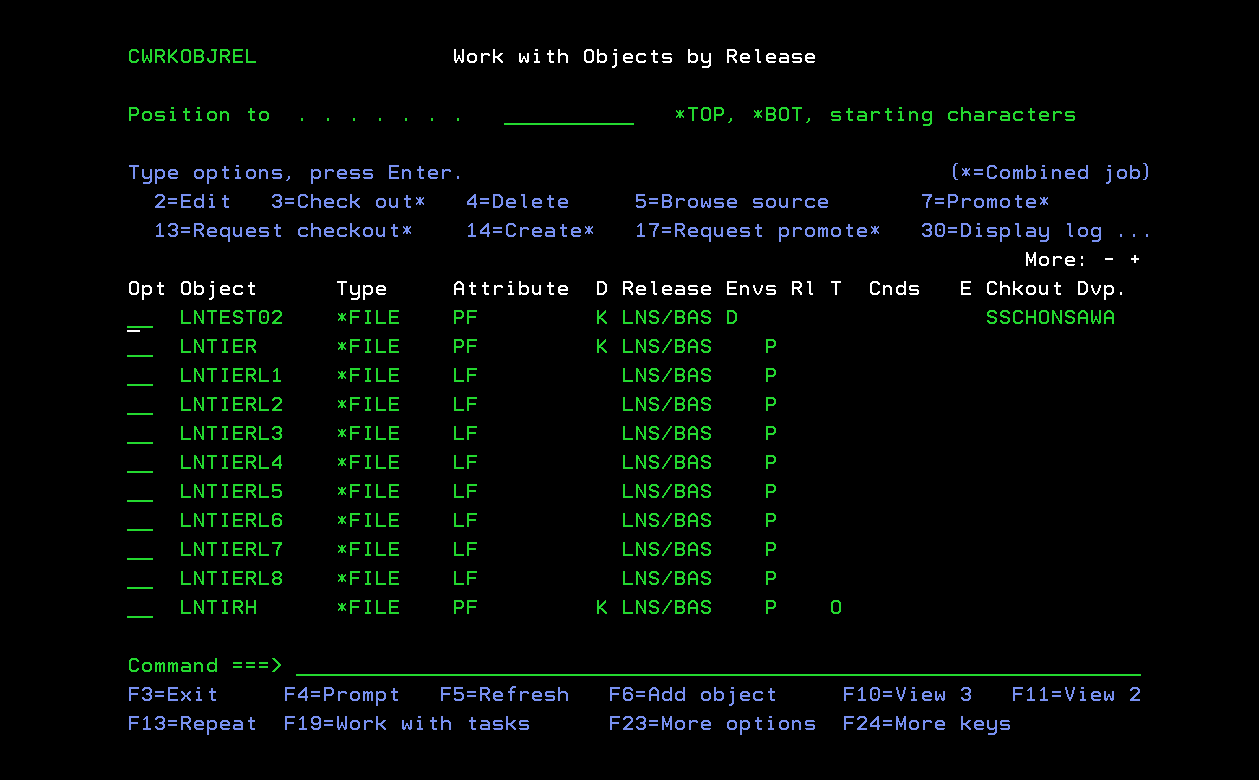 CWRKOBJREL Work with Objects by Release
Position to . . . . . . . __________ *TOP, *BOT, starting characters
Type options, press Enter. (*=Combined job)
2=Edit 3=Check out* 4=Delete 5=Browse source 7=Promote*
13=Request checkout* 14=Create* 17=Request promote* 30=Display log ...
More: - +
Opt Object Type Attribute D Release Envs Rl T Cnds E Chkout Dvp.
__ LNTEST02 *FILE PF K LNS/BAS D SSCHONSAWA
__ LNTIER *FILE PF K LNS/BAS P
__ LNTIERL1 *FILE LF LNS/BAS P
__ LNTIERL2 *FILE LF LNS/BAS P
__ LNTIERL3 *FILE LF LNS/BAS P
__ LNTIERL4 *FILE LF LNS/BAS P
__ LNTIERL5 *FILE LF LNS/BAS P
__ LNTIERL6 *FILE LF LNS/BAS P
__ LNTIERL7 *FILE LF LNS/BAS P
__ LNTIERL8 *FILE LF LNS/BAS P
__ LNTIRH *FILE PF K LNS/BAS P O
Command ===> _________________________________________________________________
F3=Exit F4=Prompt F5=Refresh F6=Add object F10=View 3 F11=View 2
F13=Repeat F19=Work with tasks F23=More options F24=More keys